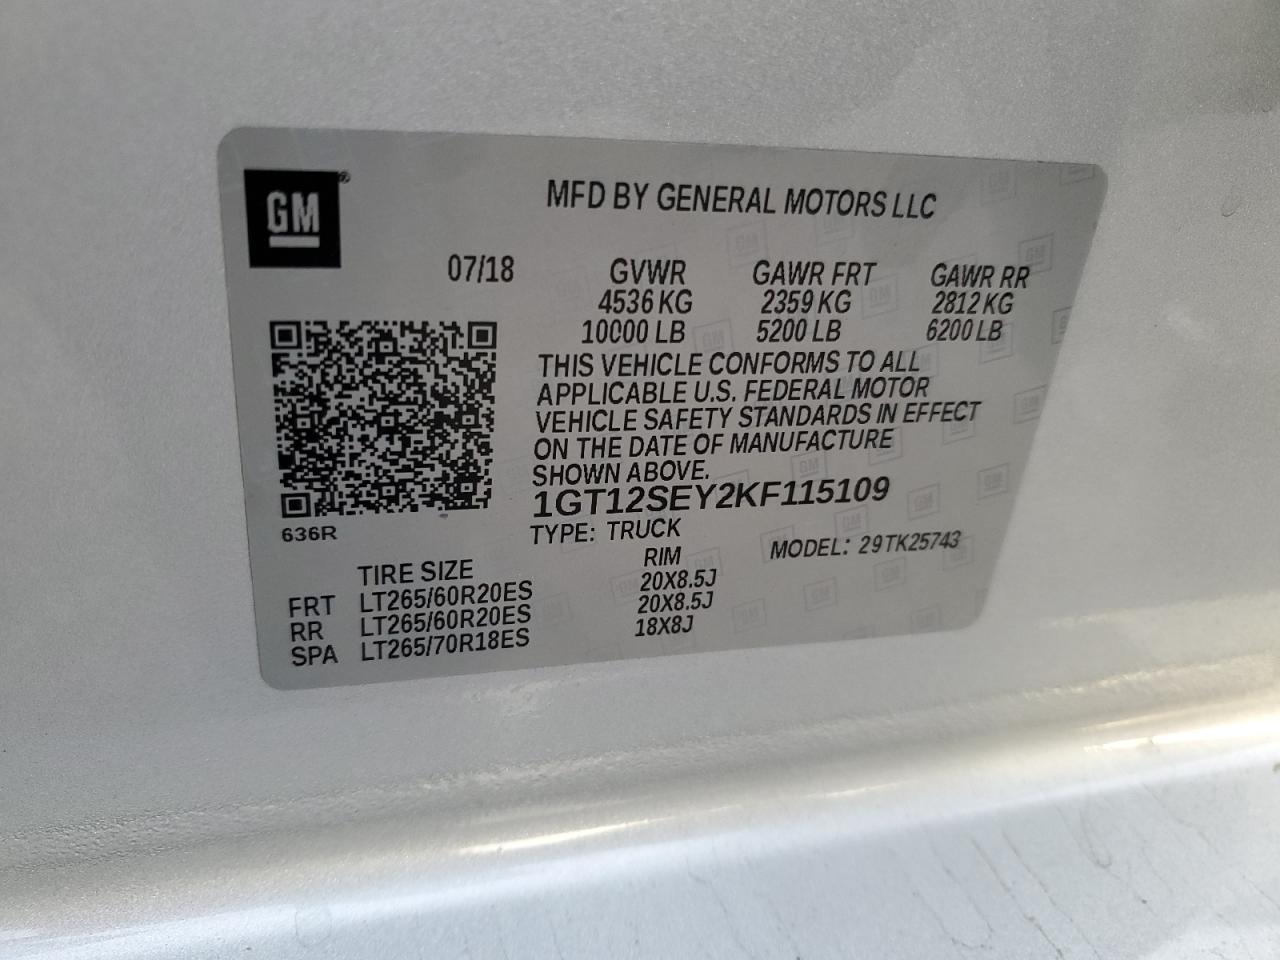 GM®
MFD BY GENERAL MOTORS LLC
07/18 GVWR GAWR FRT GAWR RR
4536 KG 2359 KG 2812 KG
10000 LB 5200 LB 6200 LB
THIS VEHICLE CONFORMS TO ALL
APPLICABLE U.S. FEDERAL MOTOR
VEHICLE SAFETY STANDARDS IN EFFECT
ON THE DATE OF MANUFACTURE
SHOWN ABOVE.
1GT12SEY2KF115109
636R
TYPE: TRUCK MODEL: 29TK25743
TIRE SIZE RIM
FRT LT265/60R20ES 20X8.5J
RR LT265/60R20ES 20X8.5J
SPA LT265/70R18ES 18X8J